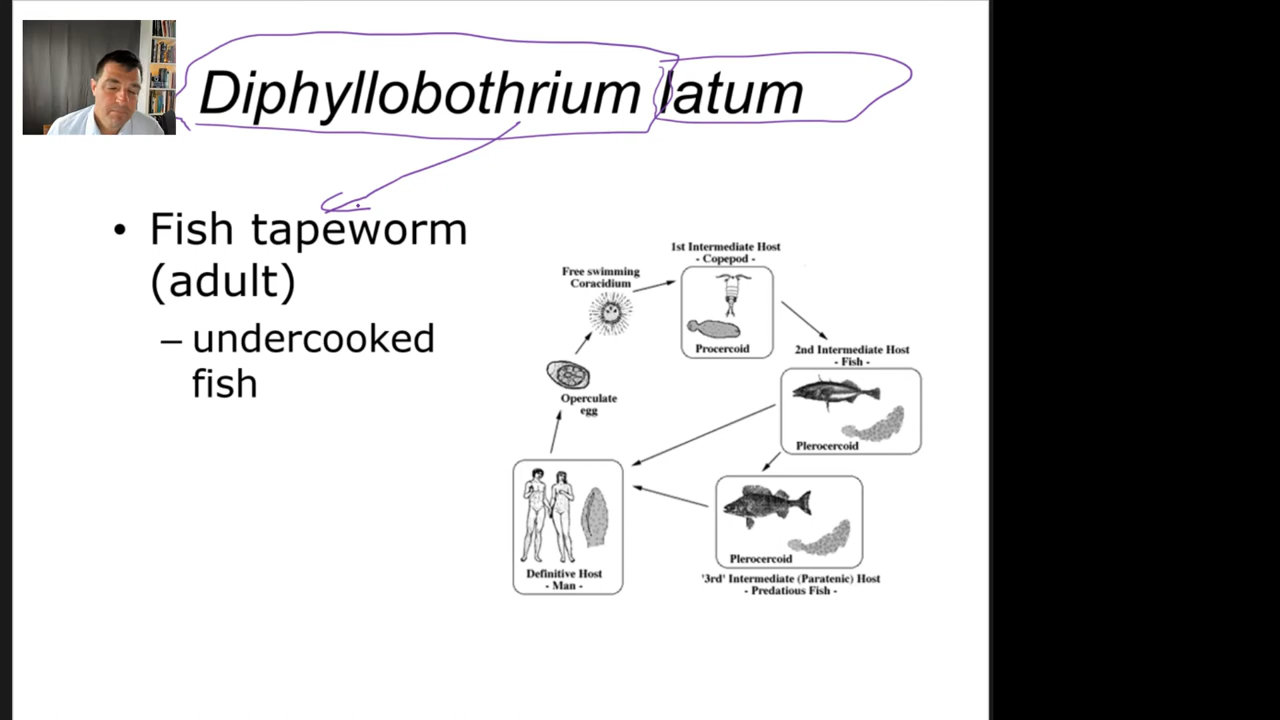 Diphyllobothrium latum
• Fish tapeworm
(adult)
– undercooked
fish
1st Intermediate Host
- Copepod -
Free swimming
Coracidium
Procercoid
2nd Intermediate Host
- Fish -
Operculate
egg
Plerocercoid
Plerocercoid
Definitive Host
- Man -
'3rd' Intermediate (Paratenic) Host
- Predatious Fish -